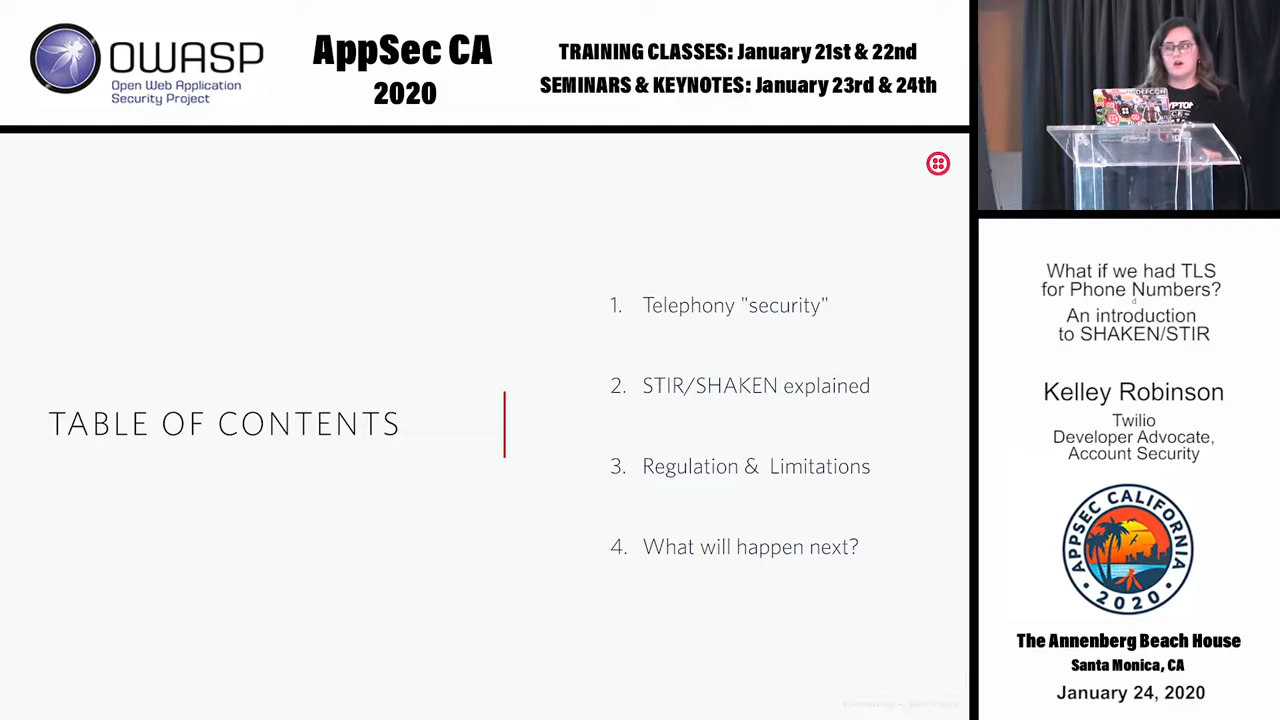 OWASP
Open Web Application
Security Project
AppSec CA
2020
TRAINING CLASSES: January 21st & 22nd
SEMINARS & KEYNOTES: January 23rd & 24th
DEFCON
TABLE OF CONTENTS
1. Telephony "security"
2. STIR/SHAKEN explained
3. Regulation & Limitations
4. What will happen next?
What if we had TLS
for Phone Numbers?
d
An introduction
to SHAKEN/STIR
Kelley Robinson
Twilio
Developer Advocate,
Account Security
APPSEC CALIFORNIA
• 2020 •
The Annenberg Beach House
Santa Monica, CA
January 24, 2020